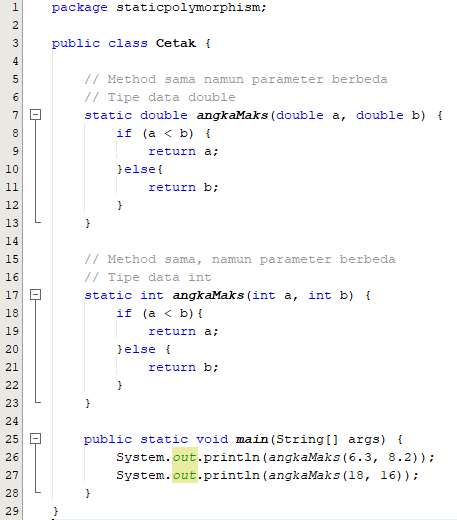 1 package staticpolymorphism;
2
3 public class Cetak {
4
5 // Method sama namun parameter berbeda
6 // Tipe data double
7 static double angkaMaks(double a, double b) {
8 if (a < b) {
9 return a;
10 }else{
11 return b;
12 }
13 }
14
15 // Method sama, namun parameter berbeda
16 // Tipe data int
17 static int angkaMaks(int a, int b) {
18 if (a < b){
19 return a;
20 }else {
21 return b;
22 }
23 }
24
25 public static void main(String[] args) {
26 System.out.println(angkaMaks(6.3, 8.2));
27 System.out.println(angkaMaks(18, 16));
28 }
29 }